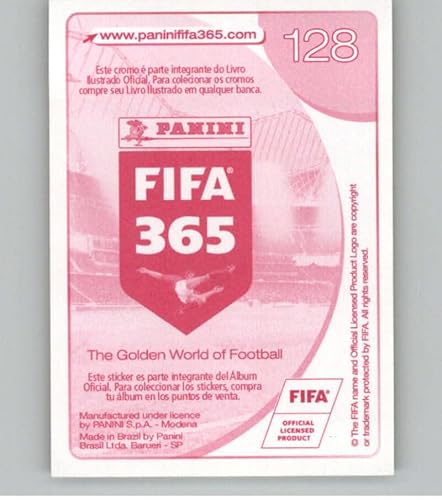 www.paninififa365.com
128
Este cromo é parte integrante do Livro
Ilustrado Oficial, Para colecionar os cromos
compre seu Livro Ilustrado em qualquer banca.
PANINI
FIFA®
365
The Golden World of Football
Este sticker es parte integrante del Álbum
Oficial, Para coleccionar los stickers, compra
tu álbum en los puntos de venta.
Manufactured under licence
by PANINI S.p.A. - Modena
Made in Brazil by Panini
Brasil Ltda. Barueri - SP
FIFA®
OFFICIAL
LICENSED
PRODUCT
© The FIFA name and Official Licensed Product Logo are copyright
or trademark protected by FIFA. All rights reserved.